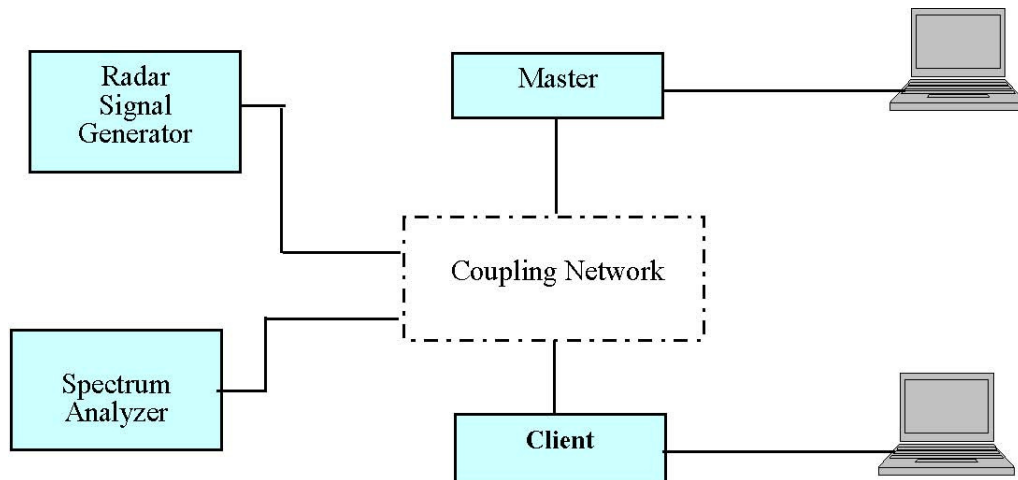 Radar
Signal
Generator
Master
Coupling Network
Spectrum
Analyzer
Client